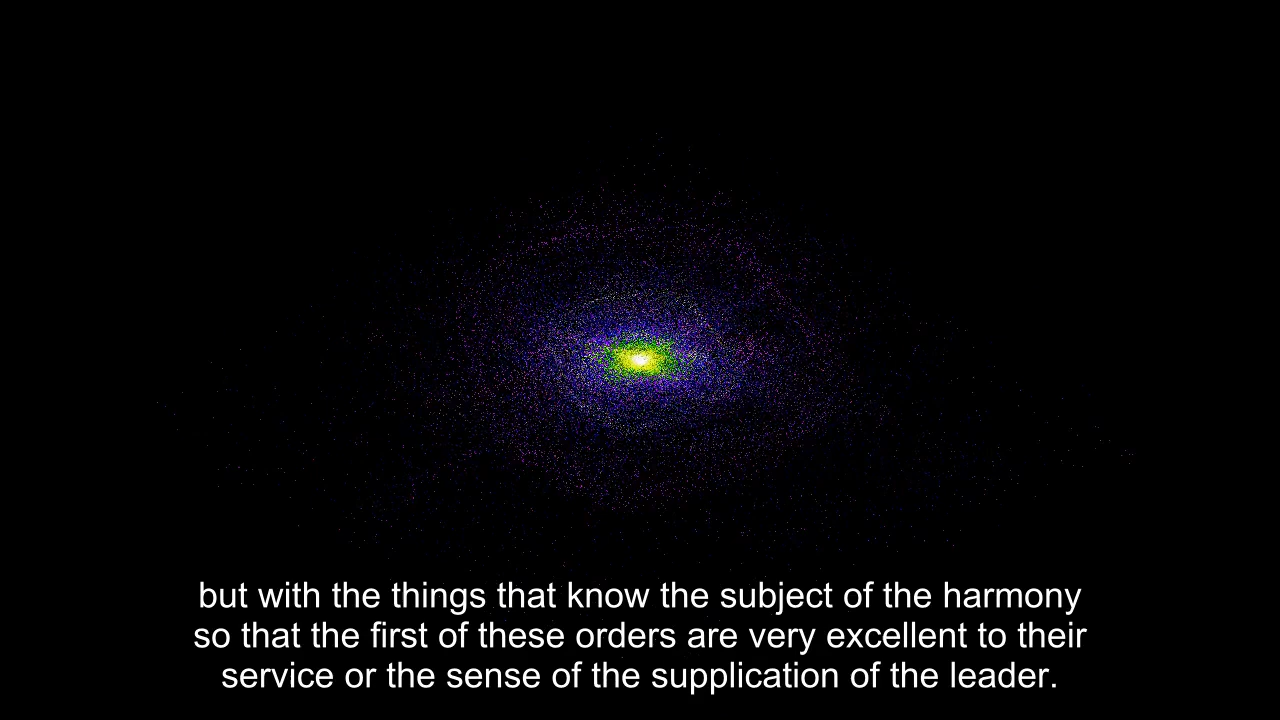 but with the things that know the subject of the harmony
so that the first of these orders are very excellent to their
service or the sense of the supplication of the leader.